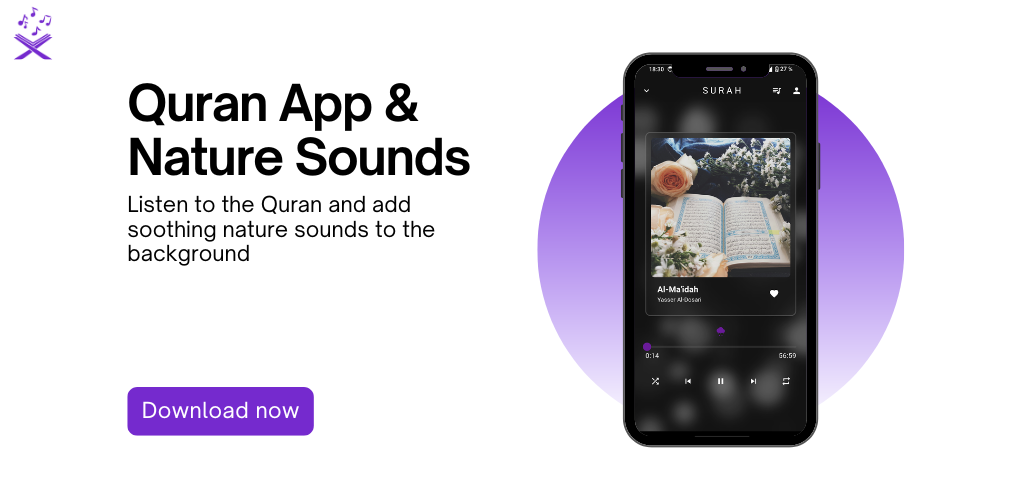 Quran App &
Nature Sounds
Listen to the Quran and add
soothing nature sounds to the
background
Download now
18:30
27 %
SURAH
Al-Ma'idah
Yasser Al-Dosari
0:14
56:59